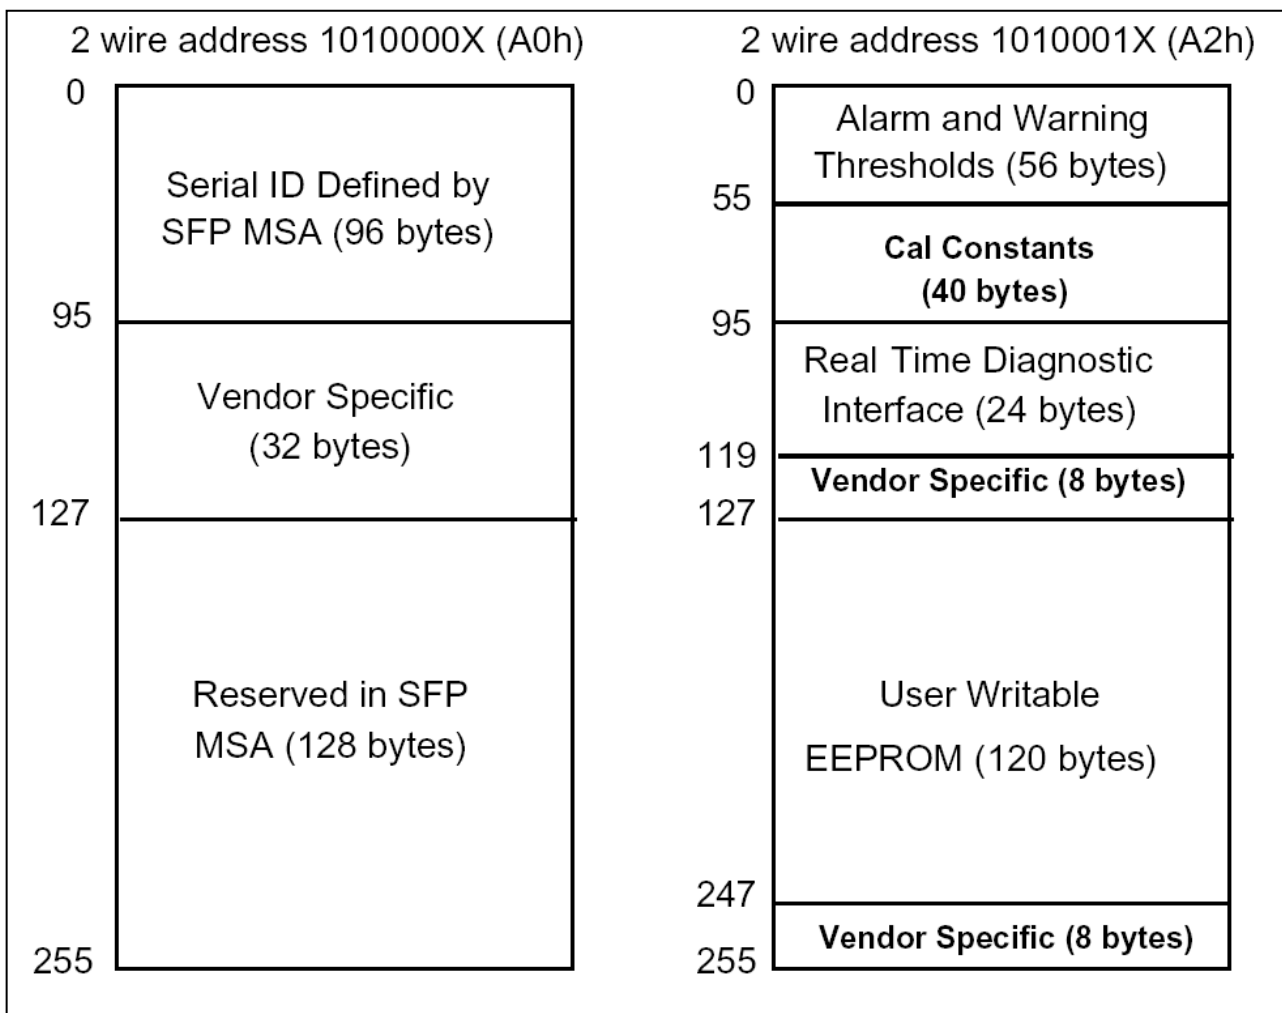 2 wire address 1010000X (A0h)
0
Serial ID Defined by
SFP MSA (96 bytes)
95
Vendor Specific
(32 bytes)
127
Reserved in SFP
MSA (128 bytes)
255
2 wire address 1010001X (A2h)
0
Alarm and Warning
Thresholds (56 bytes)
55
Cal Constants
(40 bytes)
95
Real Time Diagnostic
Interface (24 bytes)
119
Vendor Specific (8 bytes)
127
User Writable
EEPROM (120 bytes)
247
Vendor Specific (8 bytes)
255